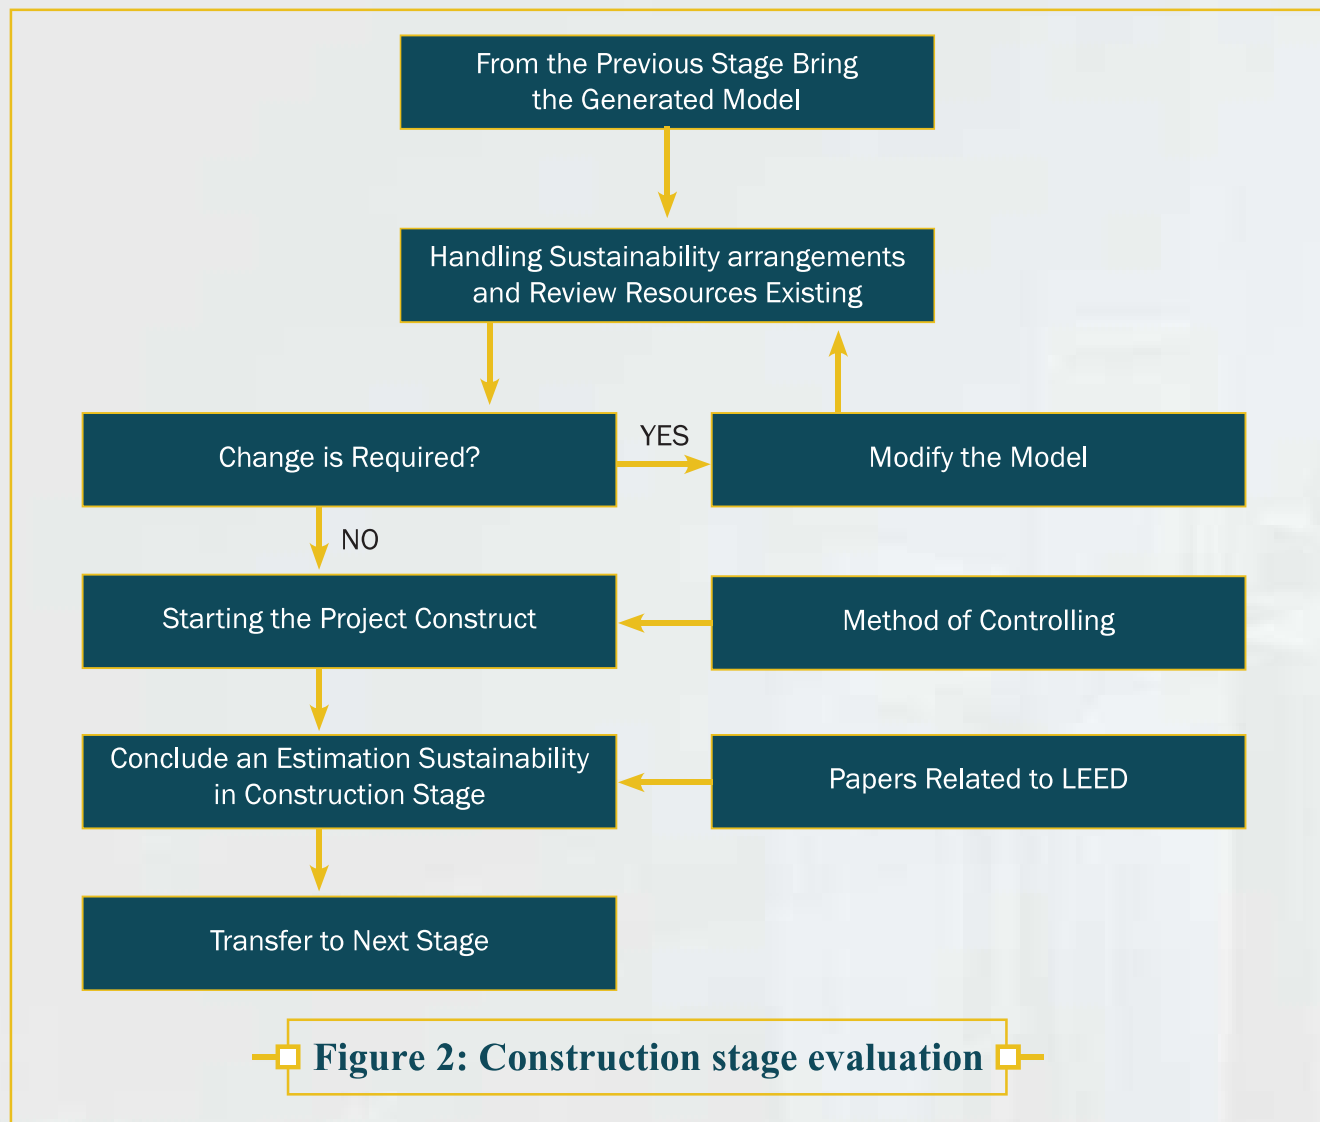 From the Previous Stage Bring
the Generated Model
Handling Sustainability arrangements
and Review Resources Existing
Change is Required?
YES
Modify the Model
NO
Starting the Project Construct
Method of Controlling
Conclude an Estimation Sustainability
in Construction Stage
Papers Related to LEED
Transfer to Next Stage
Figure 2: Construction stage evaluation